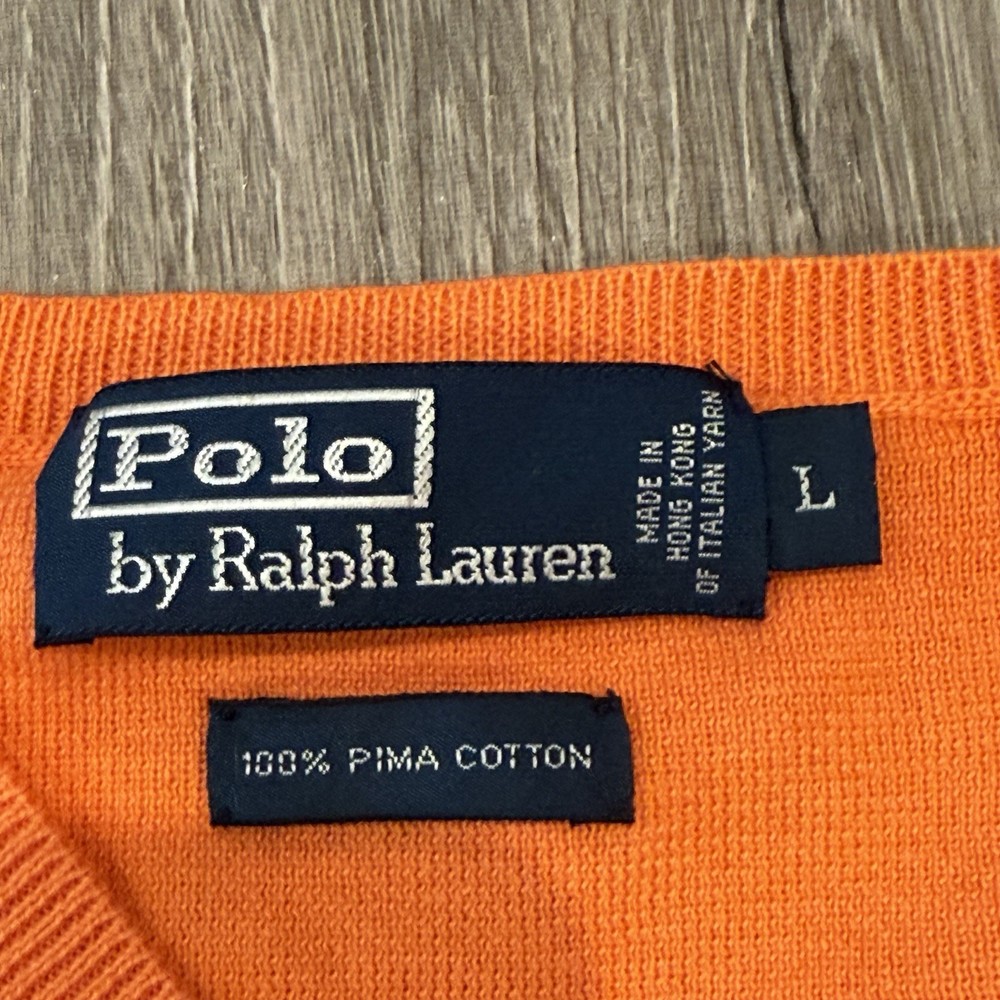 Polo
by Ralph Lauren
MADE IN
HONG KONG
OF ITALIAN YARN
L
100% PIMA COTTON